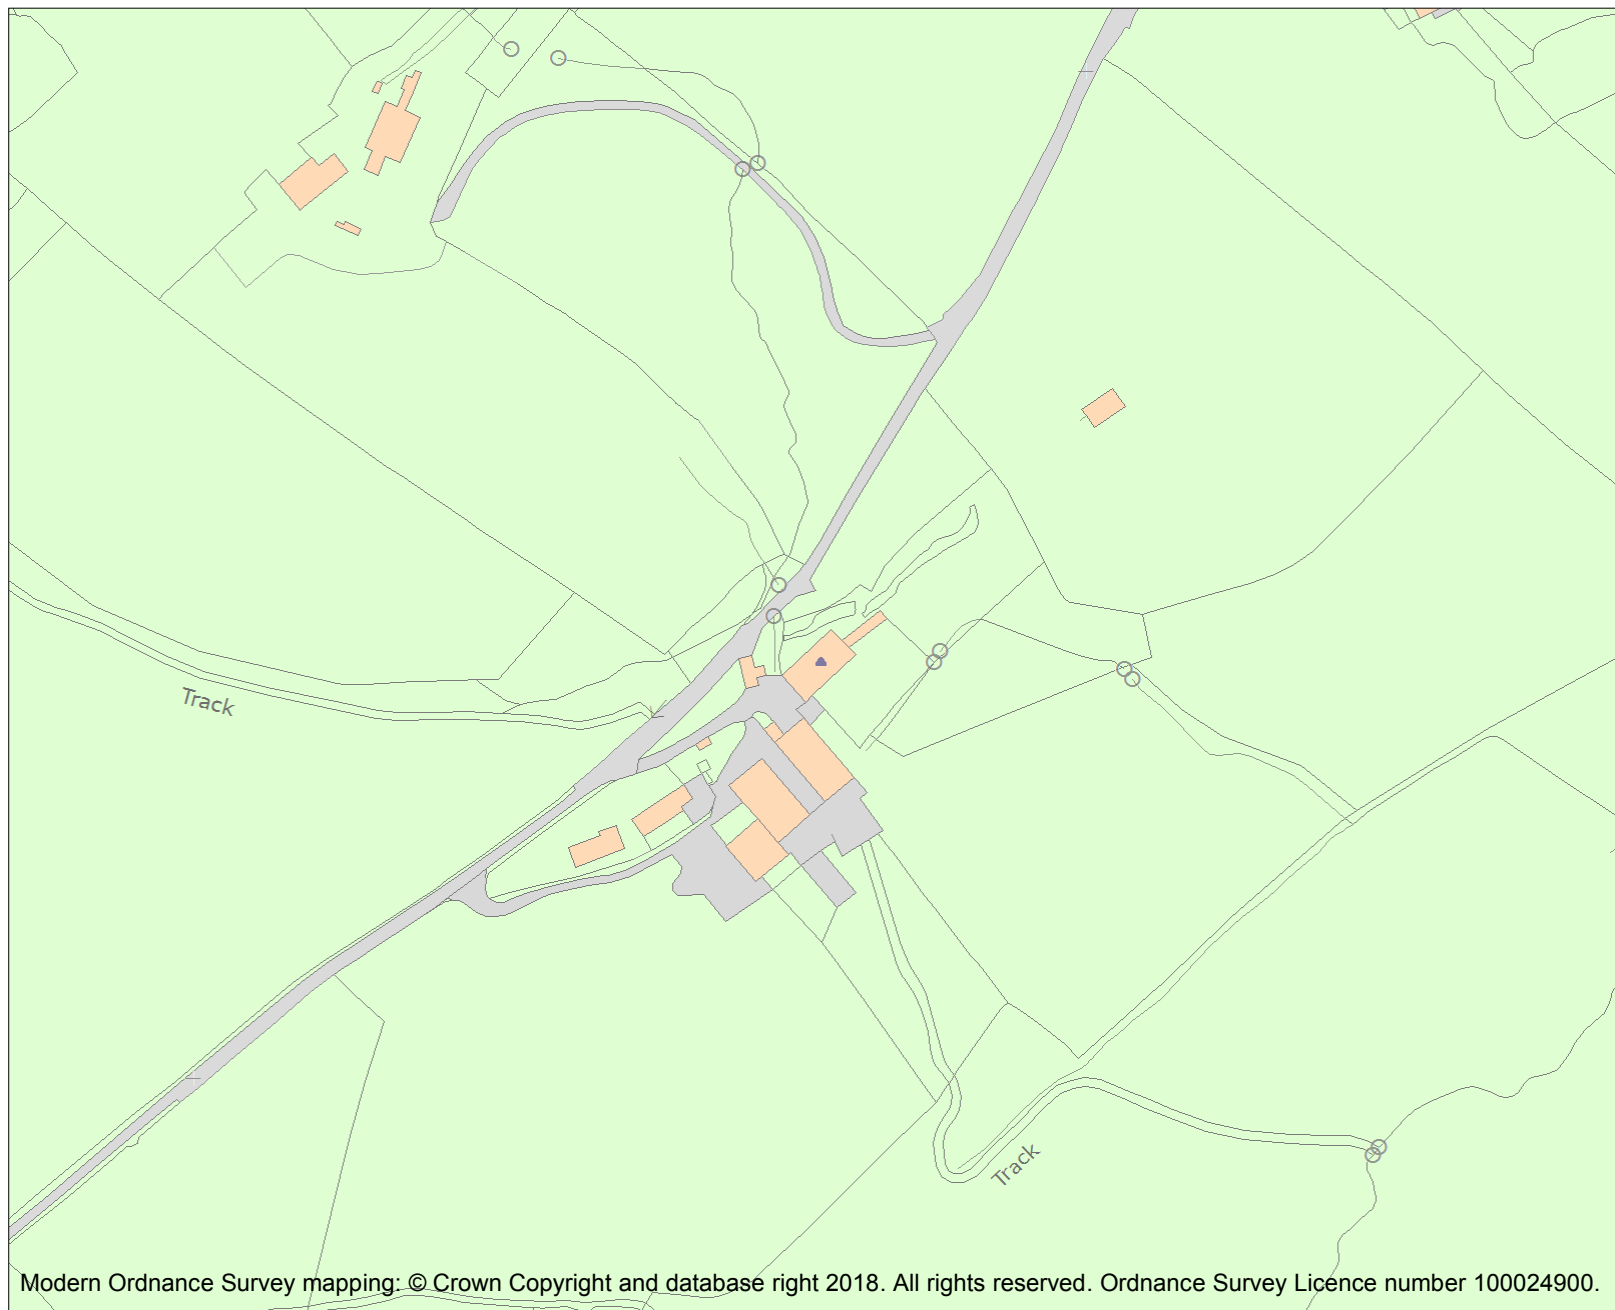 Track
Track
Modern Ordnance Survey mapping: © Crown Copyright and database right 2018. All rights reserved. Ordnance Survey Licence number 100024900.